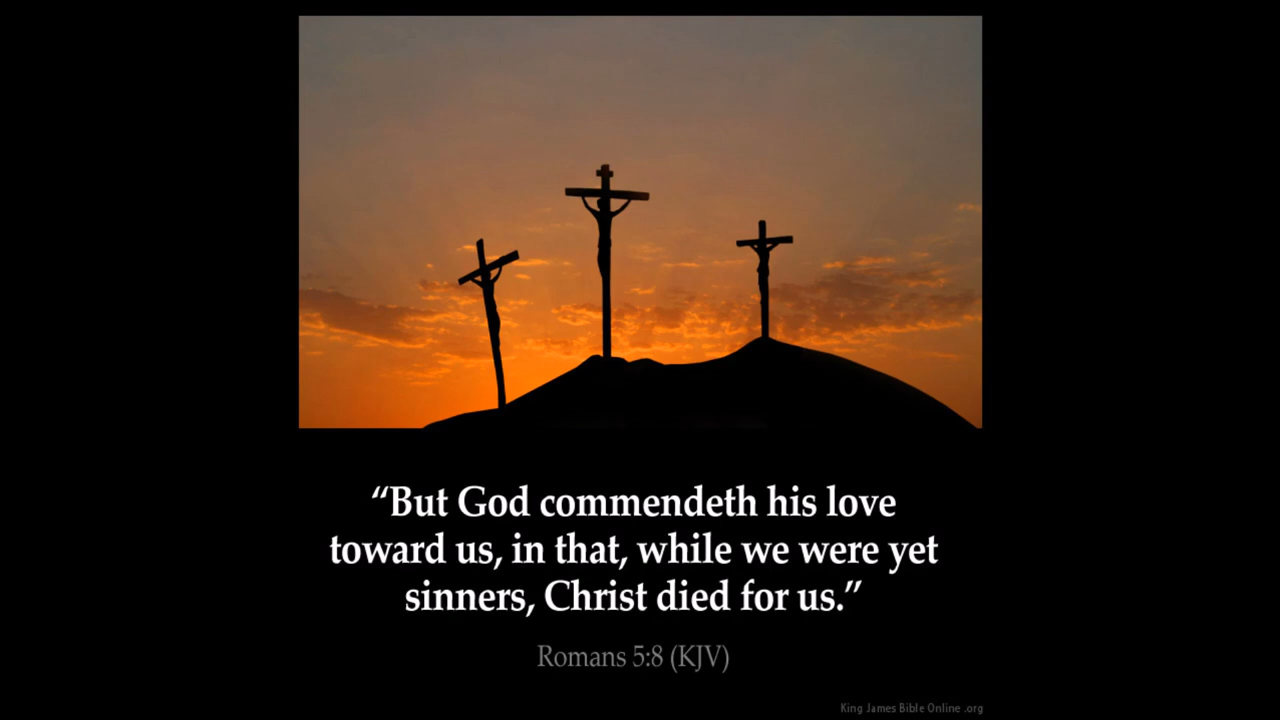 “But God commendeth his love
toward us, in that, while we were yet
sinners, Christ died for us.”
Romans 5:8 (KJV)
King James Bible Online .org